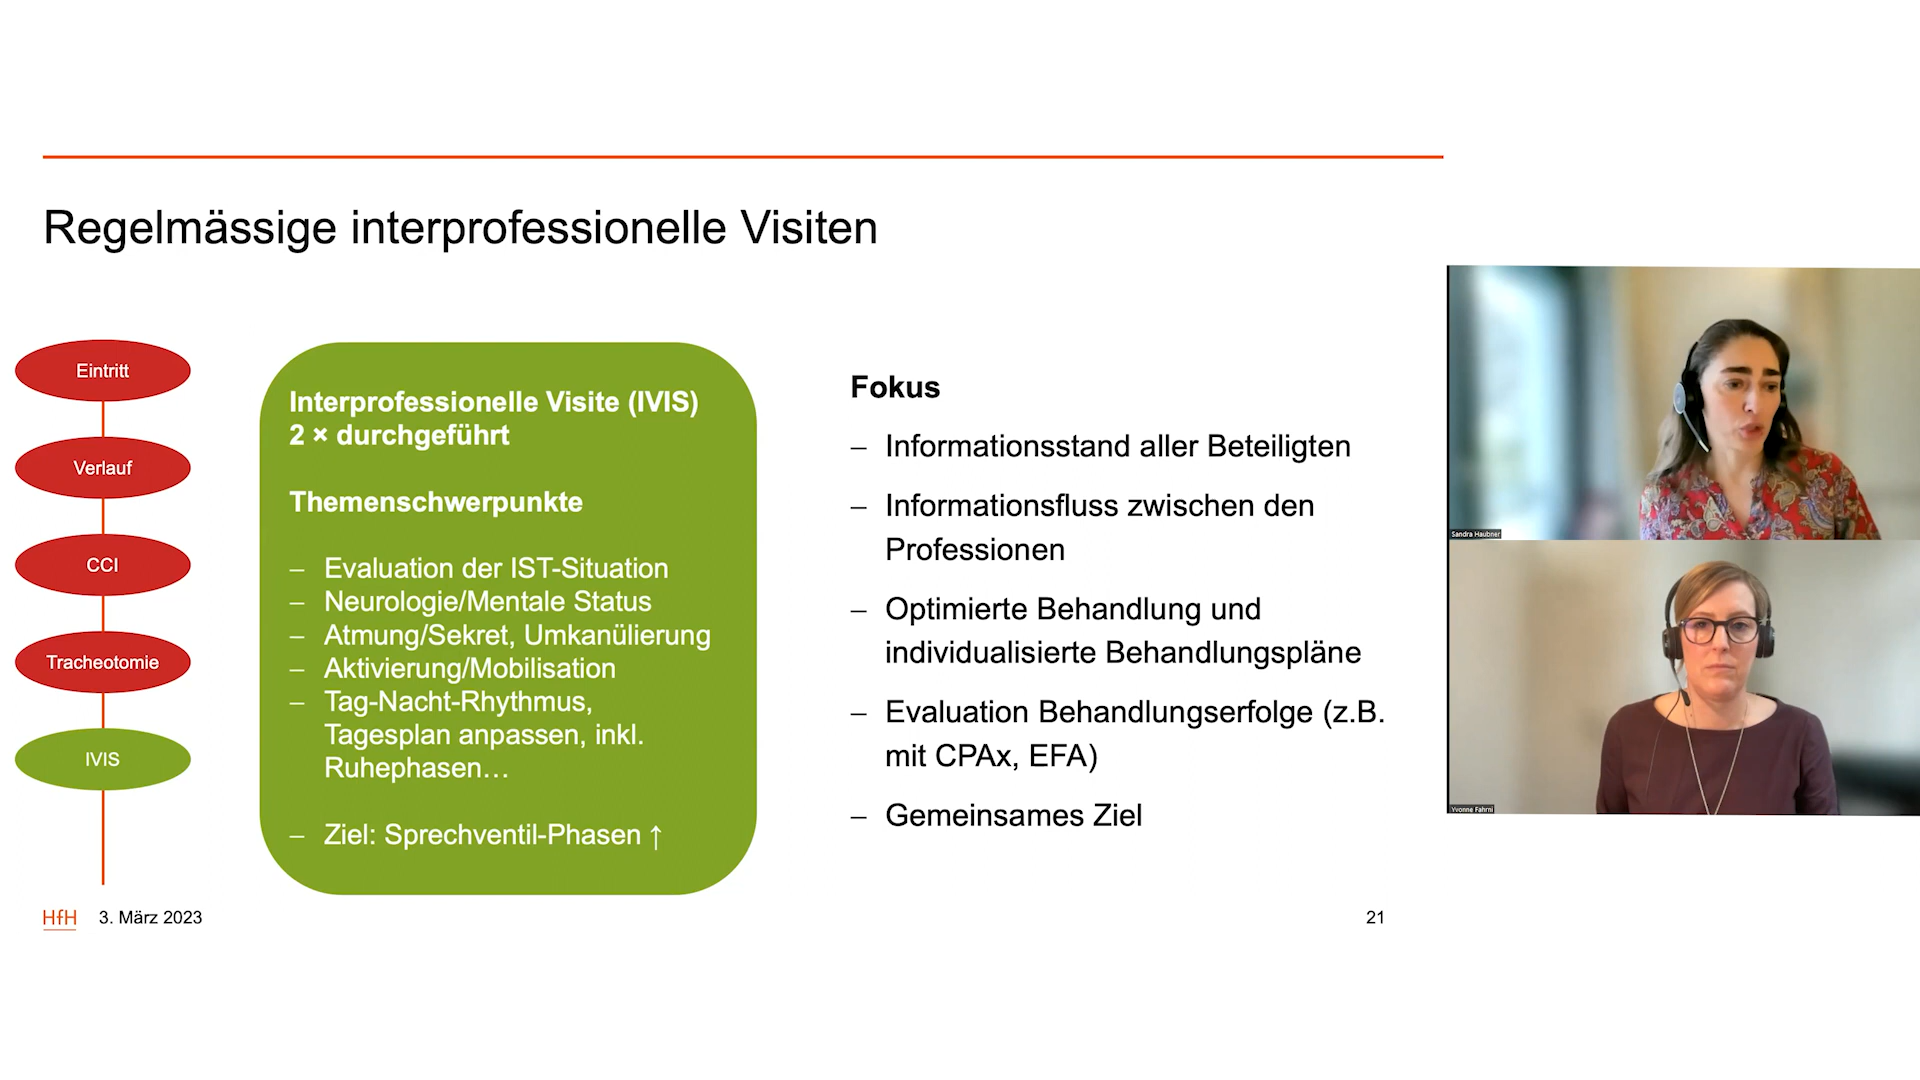 Regelmässige interprofessionelle Visiten
Eintritt
Verlauf
CCI
Tracheotomie
IVIS
Interprofessionelle Visite (IVIS)
2 × durchgeführt
Themenschwerpunkte
– Evaluation der IST-Situation
– Neurologie/Mentale Status
– Atmung/Sekret, Umkanülierung
– Aktivierung/Mobilisation
– Tag-Nacht-Rhythmus,
Tagesplan anpassen, inkl.
Ruhephasen…
– Ziel: Sprechventil-Phasen ↑
Fokus
– Informationsstand aller Beteiligten
– Informationsfluss zwischen den
Professionen
– Optimierte Behandlung und
individualisierte Behandlungspläne
– Evaluation Behandlungserfolge (z.B.
mit CPAx, EFA)
– Gemeinsames Ziel
Sandra Haubner
Yvonne Fahrni
HfH 3. März 2023
21